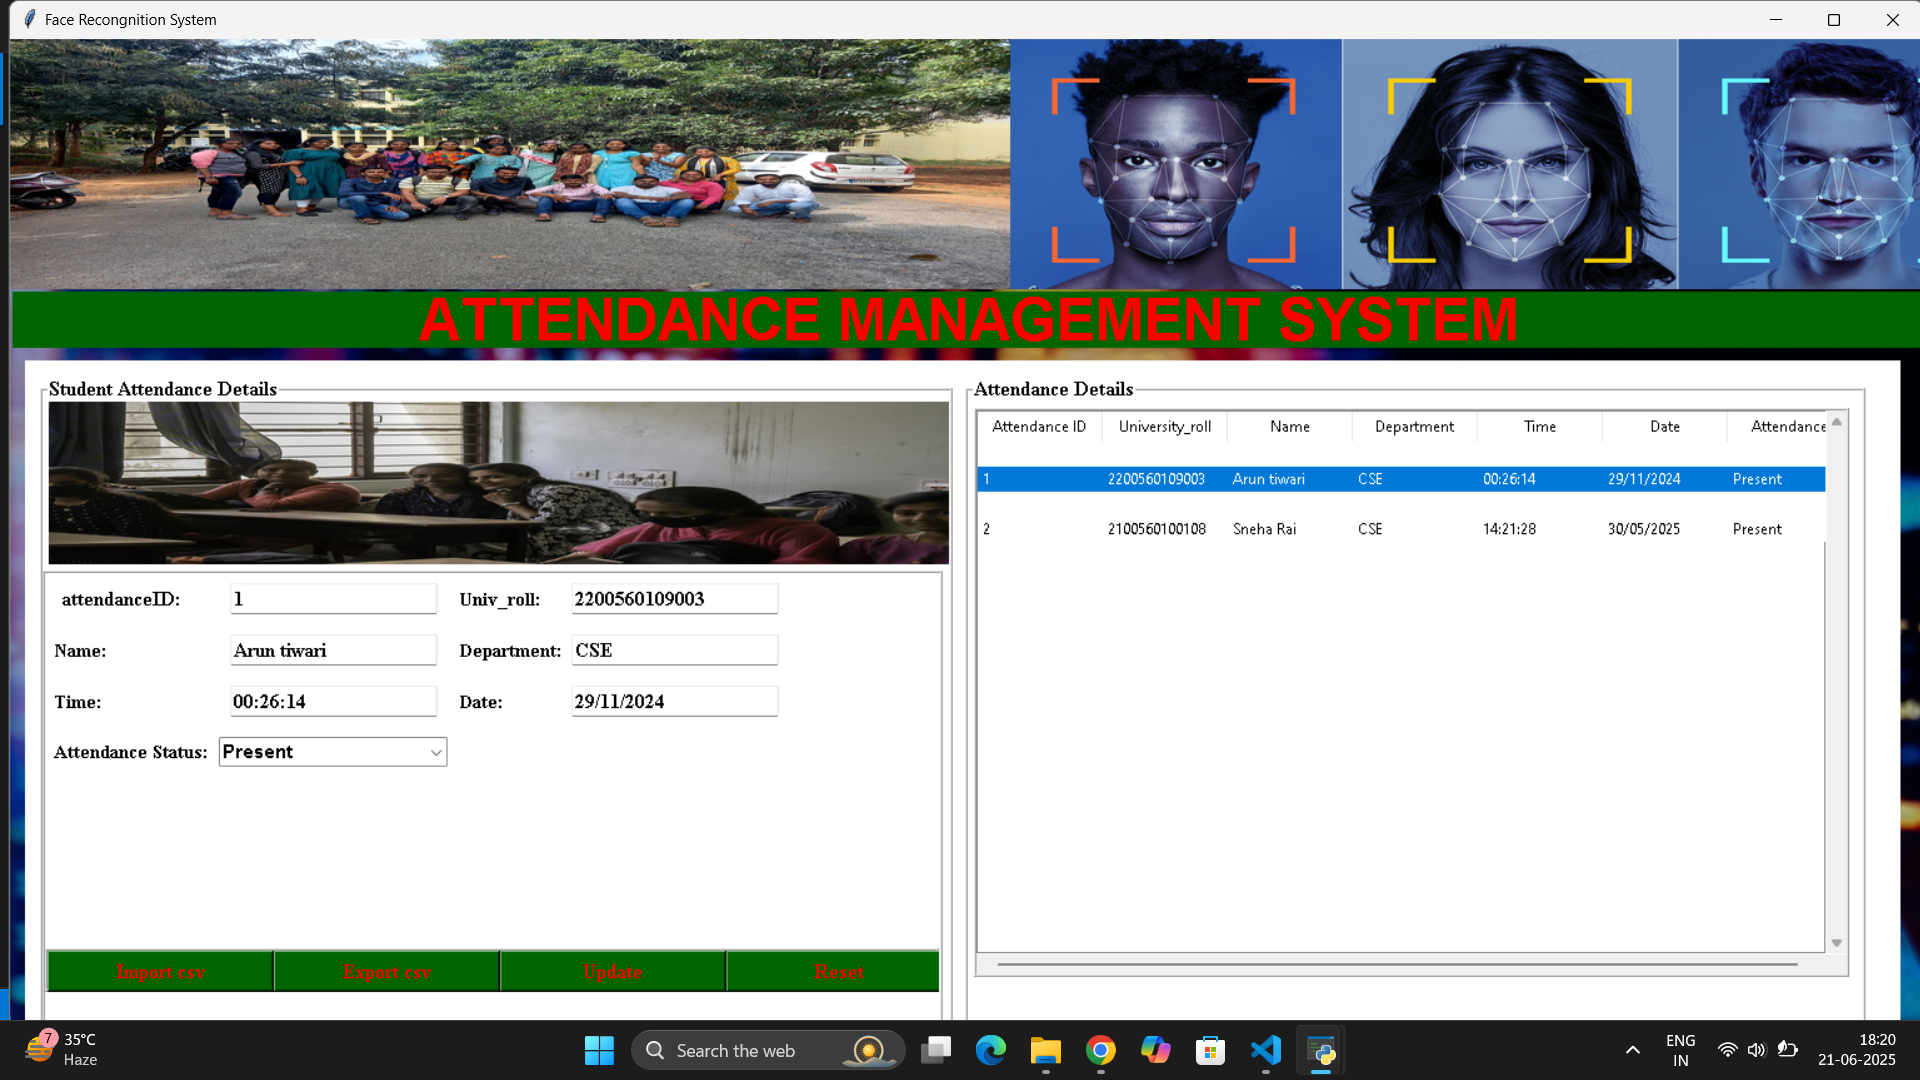 Face Recongnition System
ATTENDANCE MANAGEMENT SYSTEM
Student Attendance Details
attendanceID: 1 Univ_roll: 2200560109003
Name: Arun tiwari Department: CSE
Time: 00:26:14 Date: 29/11/2024
Attendance Status: Present
Import csv Export csv Update Reset
Attendance Details
Attendance ID University_roll Name Department Time Date Attendance
1 2200560109003 Arun tiwari CSE 00:26:14 29/11/2024 Present
2 2100560100108 Sneha Rai CSE 14:21:28 30/05/2025 Present
7
35°C
Haze
Search the web
ENG
IN
18:20
21-06-2025